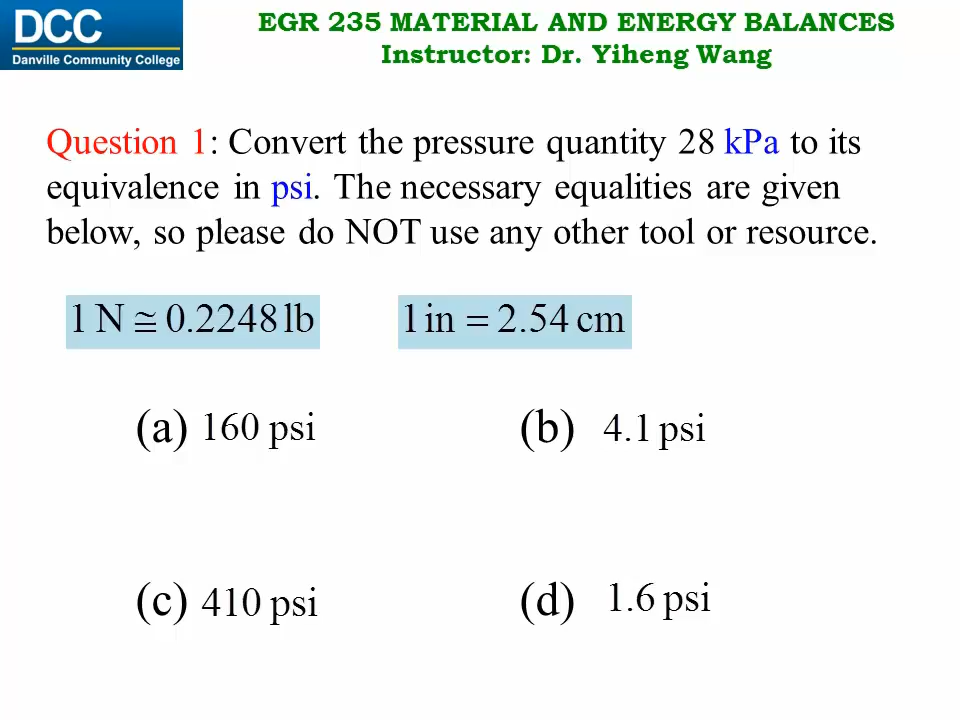 DCC
Danville Community College
EGR 235 MATERIAL AND ENERGY BALANCES
Instructor: Dr. Yiheng Wang
Question 1: Convert the pressure quantity 28 kPa to its
equivalence in psi. The necessary equalities are given
below, so please do NOT use any other tool or resource.
1 N ≅ 0.2248 lb
1 in = 2.54 cm
(a) 160 psi
(b) 4.1 psi
(c) 410 psi
(d) 1.6 psi